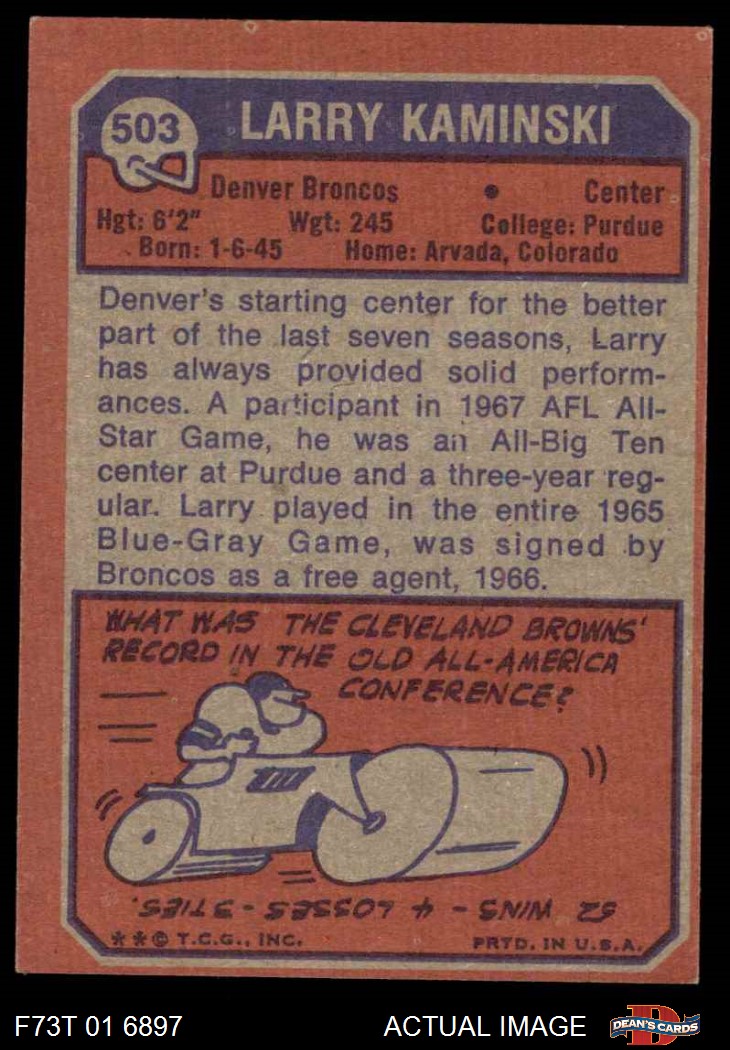 503
LARRY KAMINSKI
Denver Broncos • Center
Hgt: 6'2" Wgt: 245 College: Purdue
Born: 1-6-45 Home: Arvada, Colorado
Denver's starting center for the better
part of the last seven seasons, Larry
has always provided solid perform-
ances. A participant in 1967 AFL All-
Star Game, he was an All-Big Ten
center at Purdue and a three-year reg-
ular. Larry played in the entire 1965
Blue-Gray Game, was signed by
Broncos as a free agent, 1966.
WHAT WAS THE CLEVELAND BROWNS'
RECORD IN THE OLD ALL-AMERICA
CONFERENCE?
52 WINS - 4 LOSSES - 3 TIES.
**© T.C.G., INC. PRTD. IN U.S.A.
F73T 01 6897 ACTUAL IMAGE
D
DEAN'S CARDS